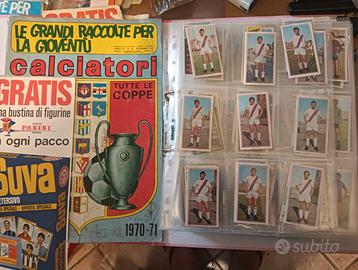 GRATIS
LE GRANDI RACCOLTE PER
LA GIOVENTÙ
calciatori
TUTTE LE
COPPE
1970-71
GRATIS
una bustina di figurine
PANINI
ogni pacco
Suva
DETERSIVO
subito